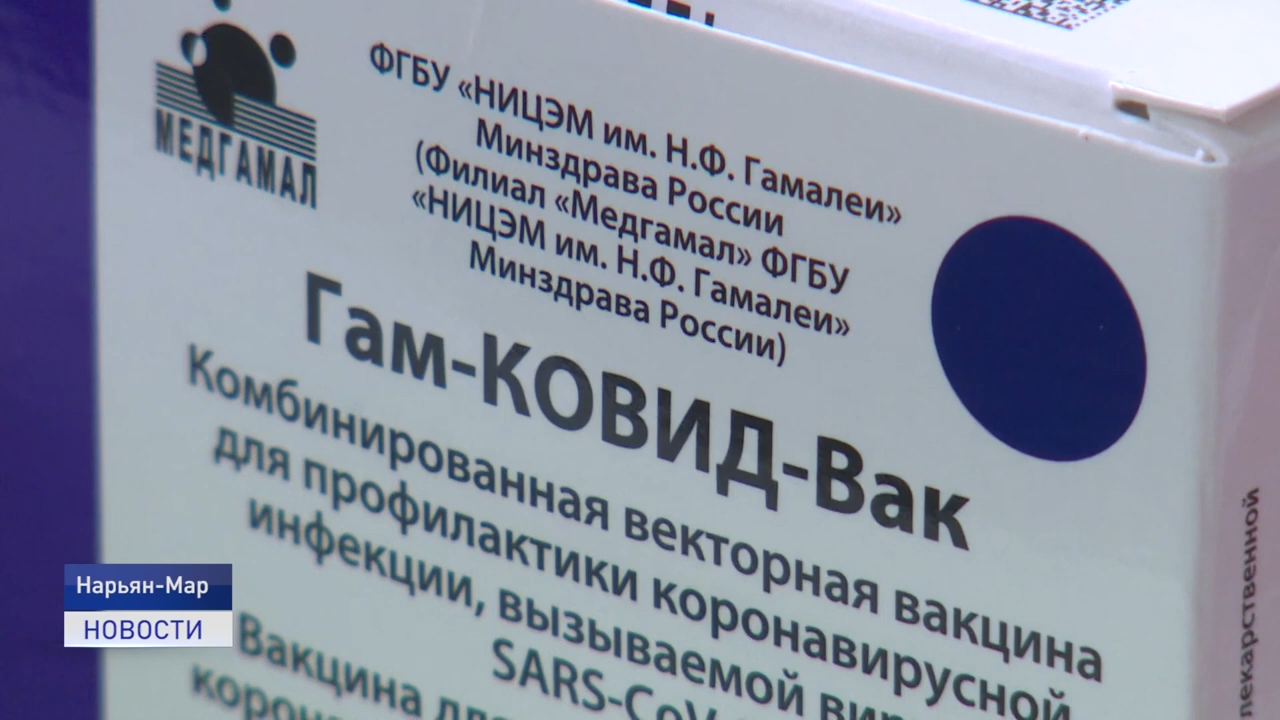 МЕДГАМАЛ
ФГБУ «НИЦЭМ им. Н.Ф. Гамалеи»
Минздрава России
(Филиал «Медгамал» ФГБУ
«НИЦЭМ им. Н.Ф. Гамалеи»
Минздрава России)
Гам-КОВИД-Вак
Комбинированная векторная вакцина
для профилактики коронавирусной
инфекции, вызываемой
SARS-CoV
Вакцина
лекарственной
Нарьян-Мар
НОВОСТИ